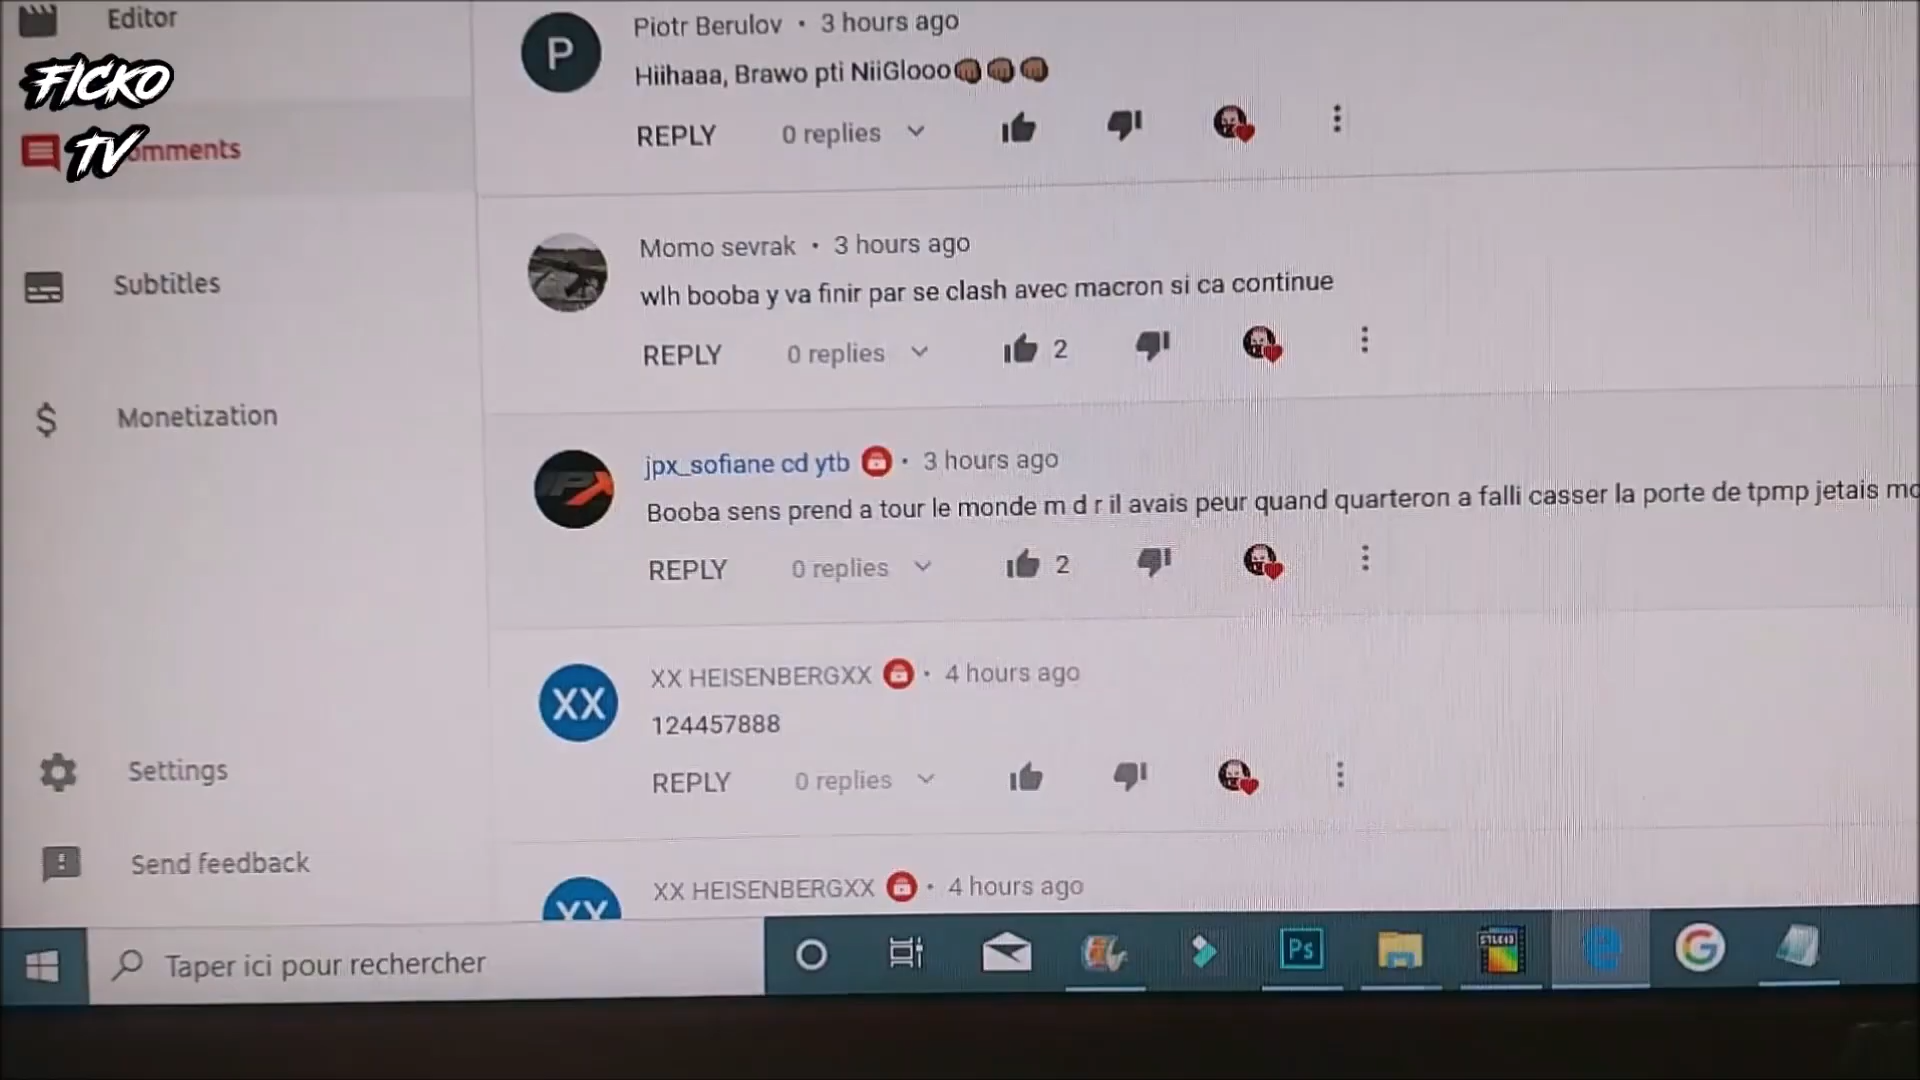 Editor
FICKO
TV
omments
Subtitles
Monetization
Settings
Send feedback
P
Piotr Berulov • 3 hours ago
Hiihaaa, Brawo pti NiiGlooo👊🏾👊🏾👊🏾
REPLY 0 replies
Momo sevrak • 3 hours ago
wlh booba y va finir par se clash avec macron si ca continue
REPLY 0 replies 2
jpx_sofiane cd ytb • 3 hours ago
Booba sens prend a tour le monde m d r il avais peur quand quarteron a falli casser la porte de tpmp jetais
REPLY 0 replies 2
XX
XX HEISENBERGXX • 4 hours ago
124457888
REPLY 0 replies
XX
XX HEISENBERGXX • 4 hours ago
Taper ici pour rechercher
Ps
G